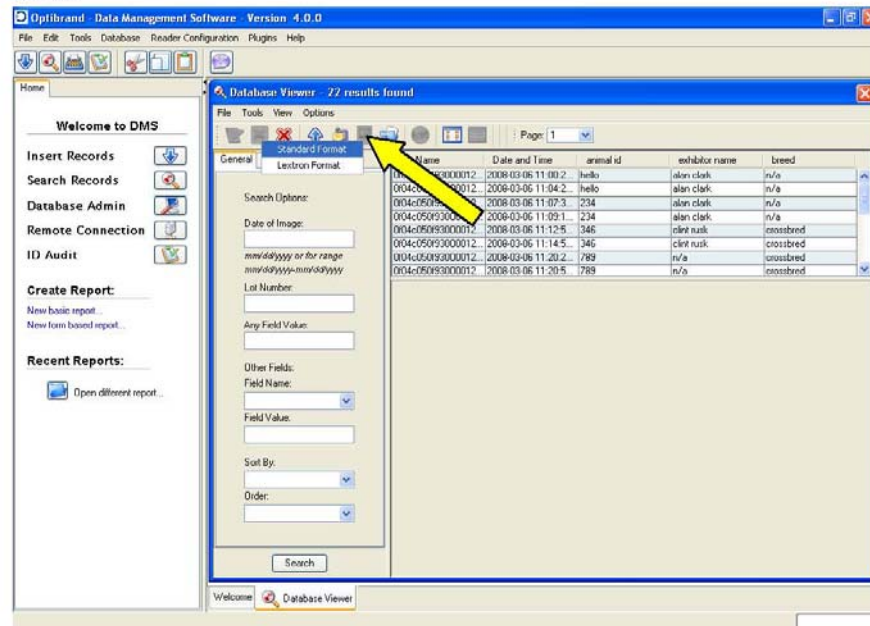 Optibrand - Data Management Software - Version 4.0.0
File Edit Tools Database Reader Configuration Plugins Help
Home
Welcome to DMS
Insert Records
Search Records
Database Admin
Remote Connection
ID Audit
Create Report:
New basic report...
New form based report...
Recent Reports:
Open different report...
Database Viewer - 22 results found
File Tools View Options
Page: 1
Standard Format
Lextron Format
General
Search Options:
Date of Image:
mm/dd/yyyy or for range
mm/dd/yyyy-mm/dd/yyyy
Lot Number:
Any Field Value:
Other Fields:
Field Name:
Field Value:
Sort By:
Order:
Search
Name Date and Time animal id exhibitor name breed
2008-03-06 11:00:2... hello alan clark n/a
2008-03-06 11:04:2... hello alan clark n/a
2008-03-06 11:07:3... 234 alan clark n/a
2008-03-06 11:09:1... 234 alan clark n/a
0f04c050f93000012... 2008-03-06 11:12:5... 346 clint rusk crossbred
0f04c050f93000012... 2008-03-06 11:14:5... 346 clint rusk crossbred
0f04c050f93000012... 2008-03-06 11:20:2... 789 n/a crossbred
0f04c050f93000012... 2008-03-06 11:20:5... 789 n/a crossbred
Welcome Database Viewer